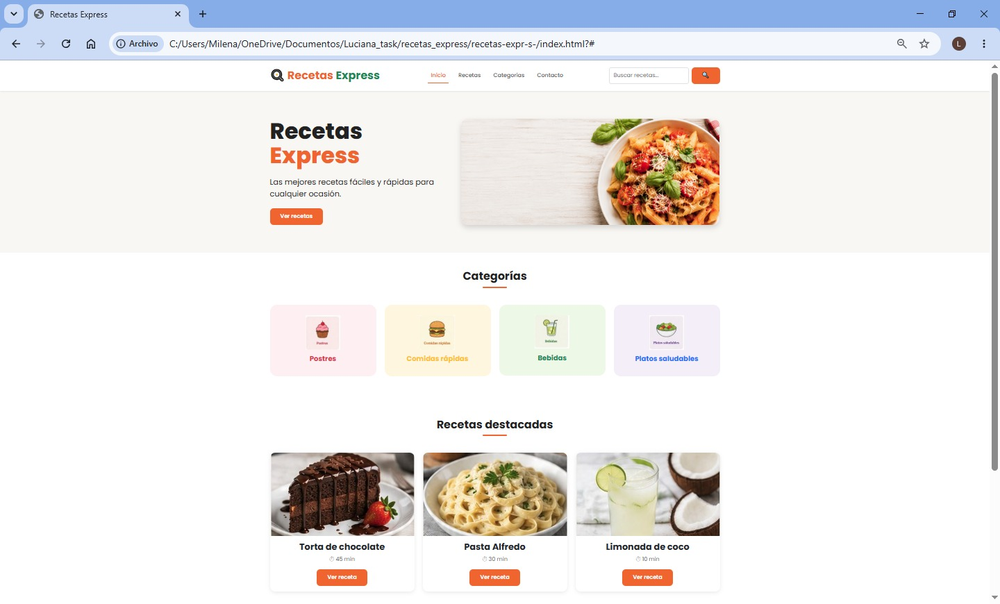 Recetas Express
Archivo
C:/Users/Milena/OneDrive/Documentos/Luciana_task/recetas_express/recetas-expr-s-/index.html?#
L
Recetas Express
Inicio
Recetas
Categorías
Contacto
Buscar recetas...
Recetas
Express
Las mejores recetas fáciles y rápidas para
cualquier ocasión.
Ver recetas
Categorías
Postres
Postres
Comidas rápidas
Comidas rápidas
Bebidas
Bebidas
Platos saludables
Platos saludables
Recetas destacadas
Torta de chocolate
45 min
Ver receta
Pasta Alfredo
30 min
Ver receta
Limonada de coco
10 min
Ver receta